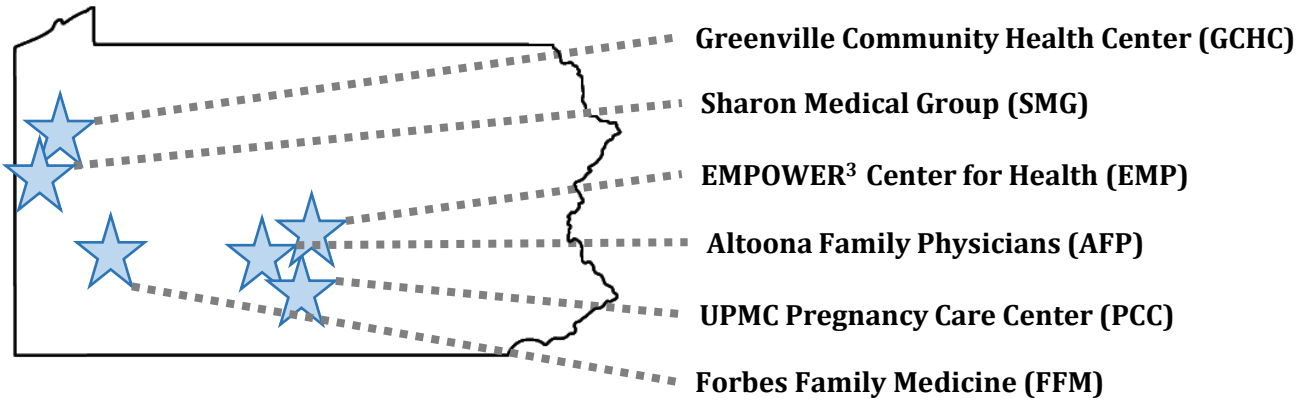 Greenville Community Health Center (GCHC)
Sharon Medical Group (SMG)
EMPOWER³ Center for Health (EMP)
Altoona Family Physicians (AFP)
UPMC Pregnancy Care Center (PCC)
Forbes Family Medicine (FFM)